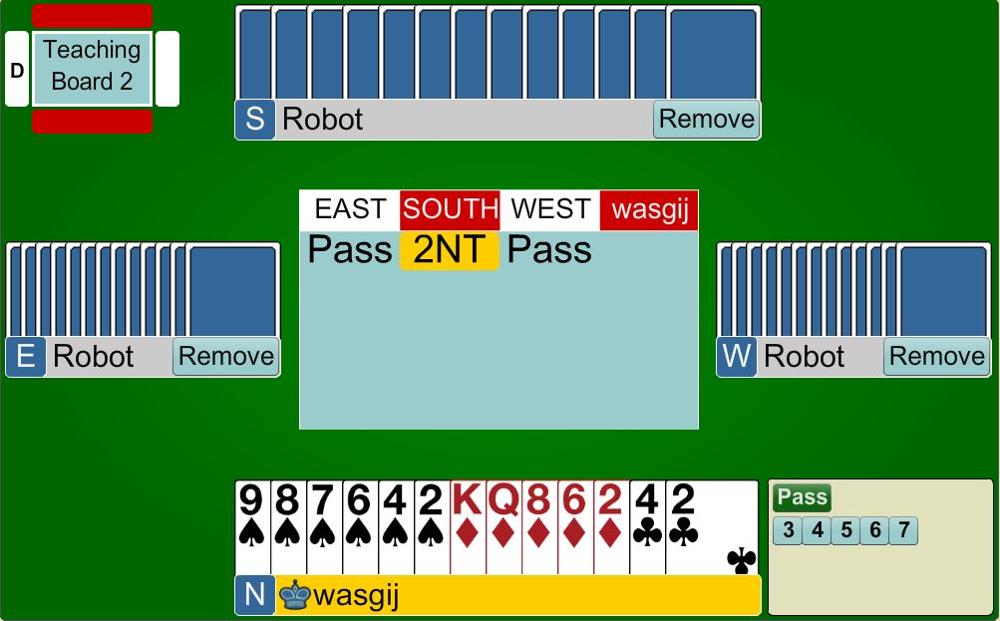 Teaching
D
Board 2
S Robot Remove
EAST SOUTH WEST wasgij
Pass 2NT Pass
E Robot Remove
W Robot Remove
9 8 7 6 4 2 K Q 8 6 2 4 2
Pass
3 4 5 6 7
N wasgij